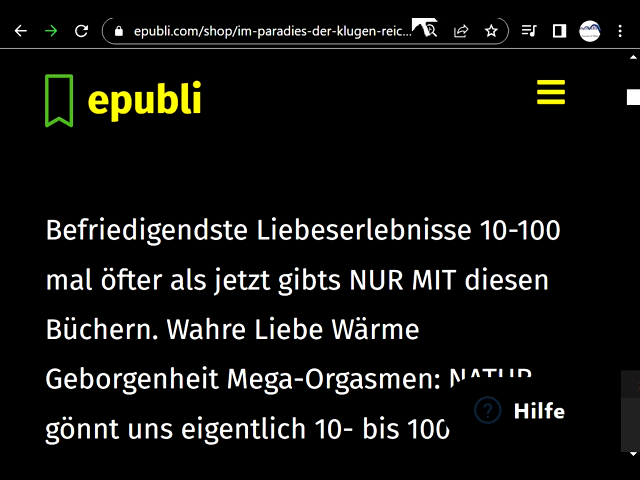 epubli.com/shop/im-paradies-der-klugen-reic...
epubli
Befriedigendste Liebeserlebnisse 10-100
mal öfter als jetzt gibts NUR MIT diesen
Büchern. Wahre Liebe Wärme
Geborgenheit Mega-Orgasmen: NATUR
gönnt uns eigentlich 10- bis 100
Hilfe